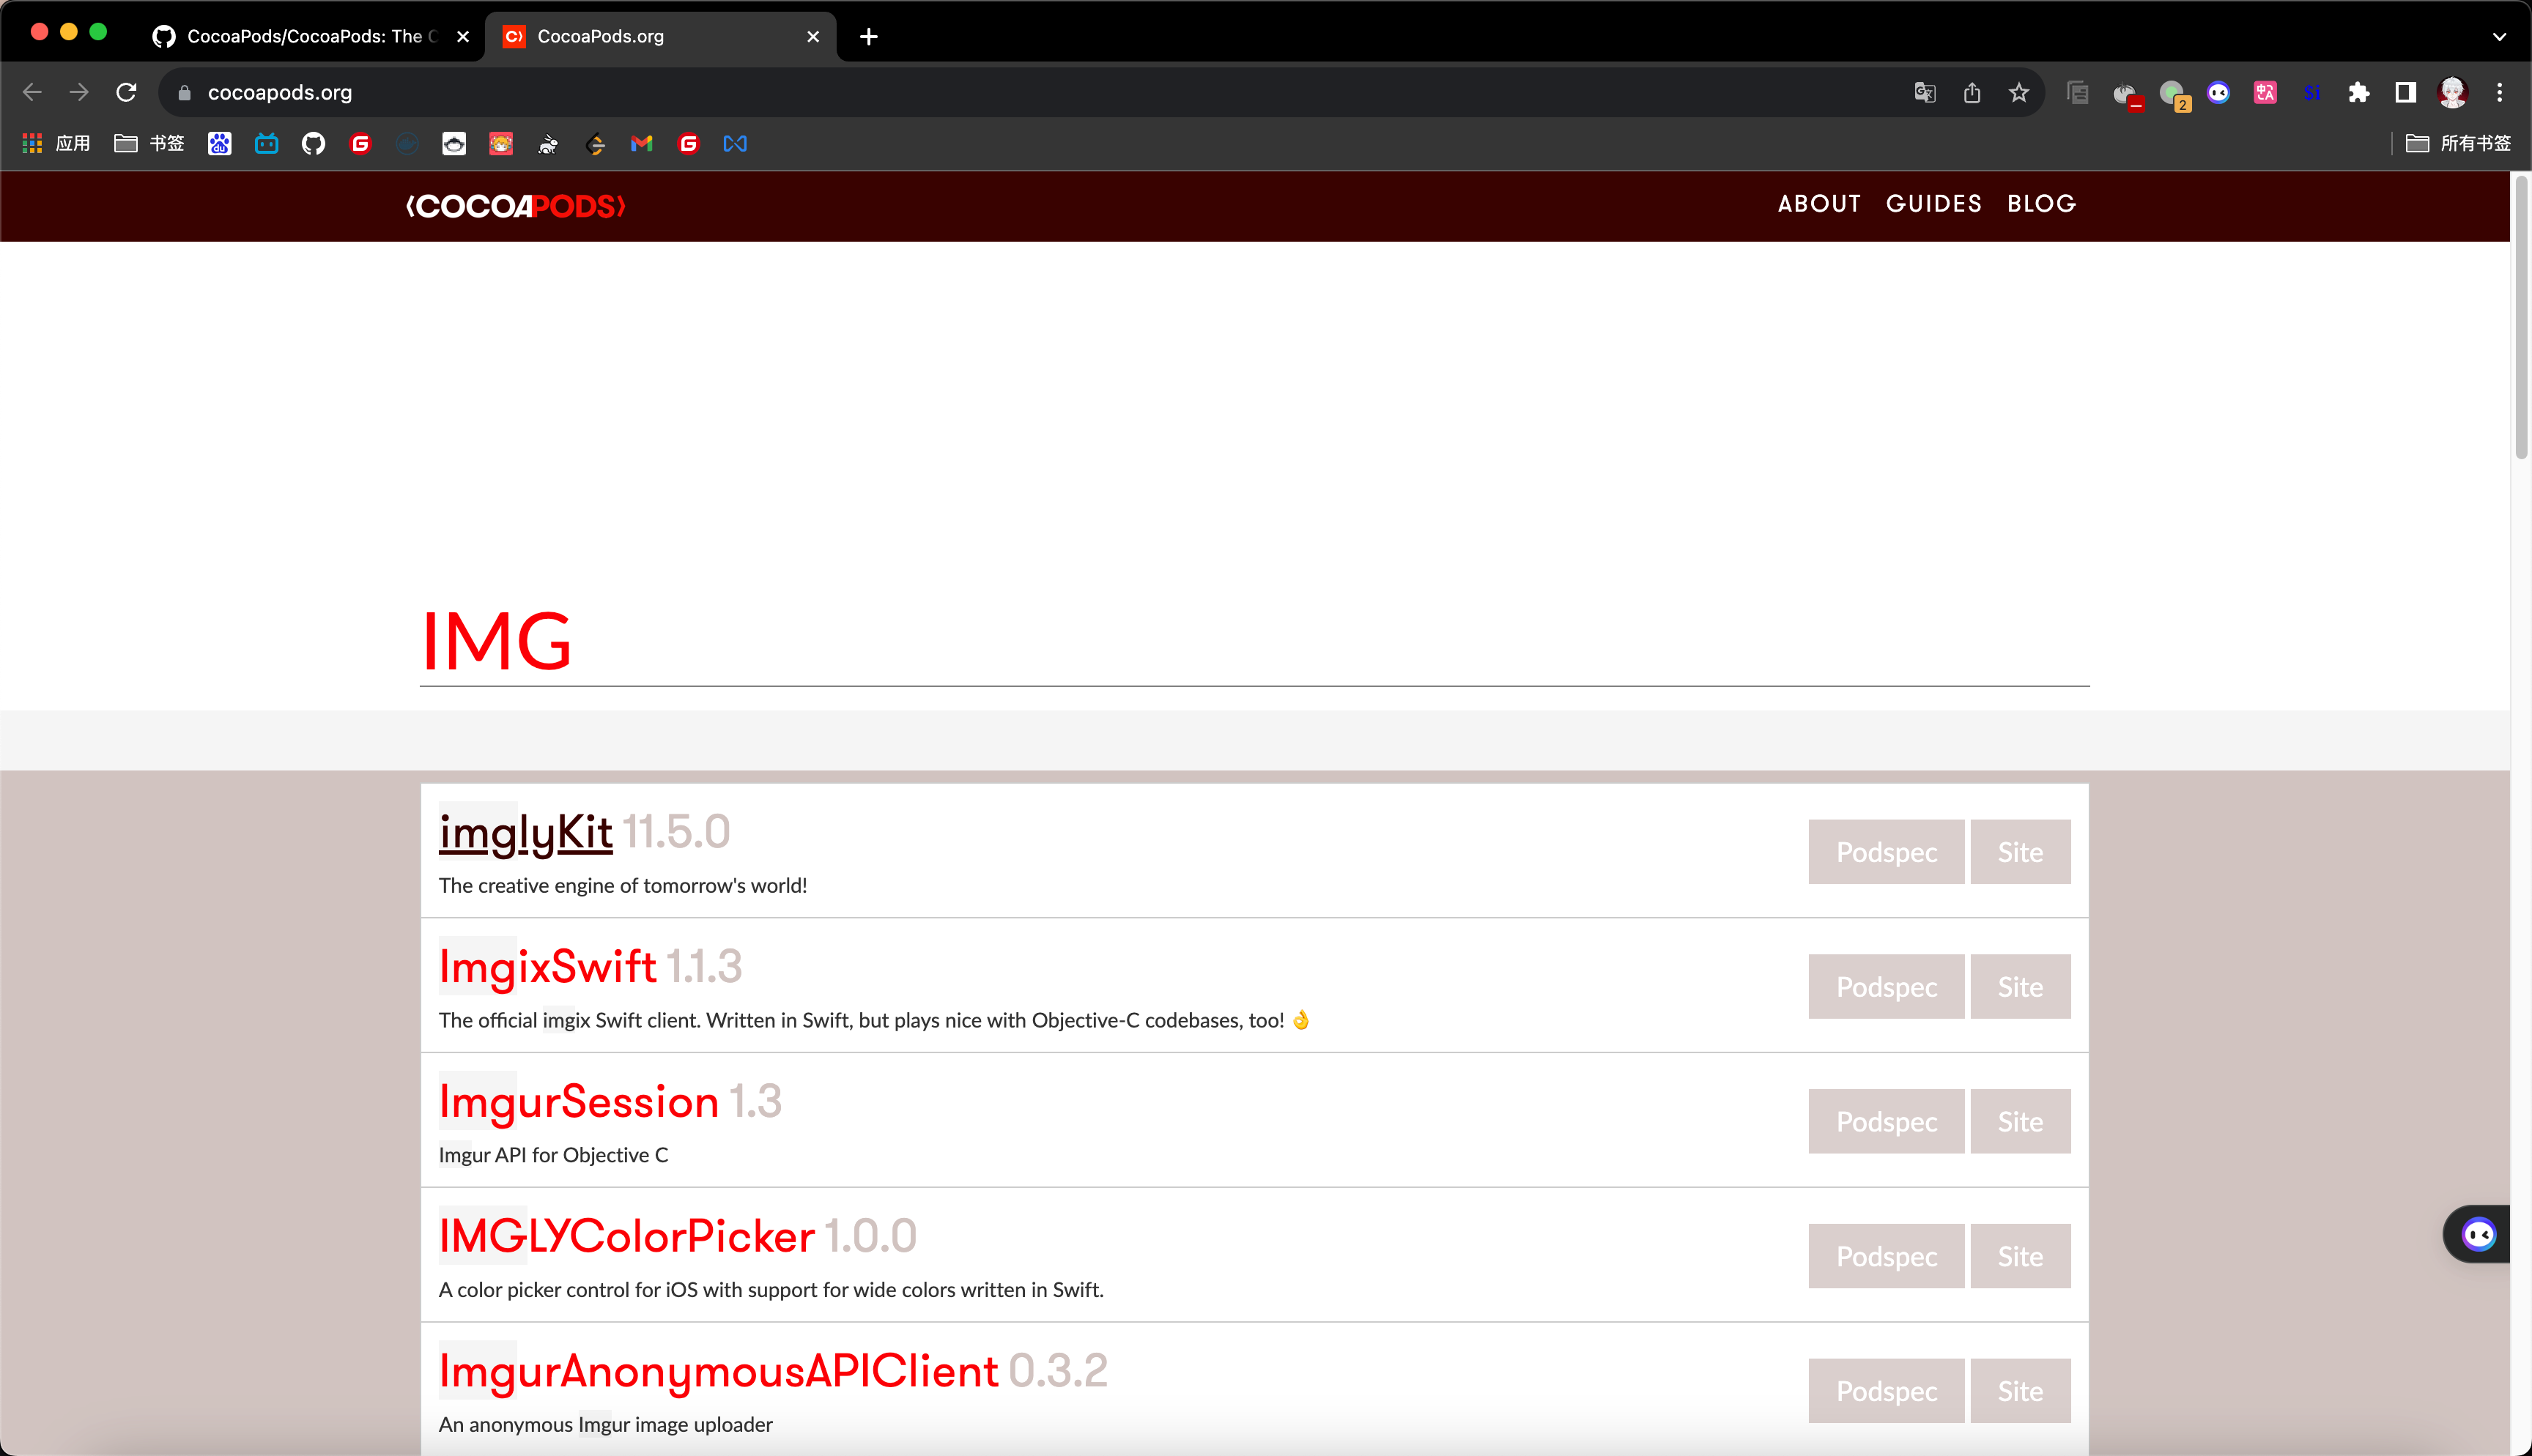 CocoaPods/CocoaPods: The C
CocoaPods.org
cocoapods.org
2
应用
书签
所有书签
COCOAPODS
ABOUT GUIDES BLOG
IMG
imglyKit 11.5.0
Podspec Site
The creative engine of tomorrow's world!
ImgixSwift 1.1.3
Podspec Site
The official imgix Swift client. Written in Swift, but plays nice with Objective-C codebases, too! 👌
ImgurSession 1.3
Podspec Site
Imgur API for Objective C
IMGLYColorPicker 1.0.0
Podspec Site
A color picker control for iOS with support for wide colors written in Swift.
ImgurAnonymousAPIClient 0.3.2
Podspec Site
An anonymous Imgur image uploader